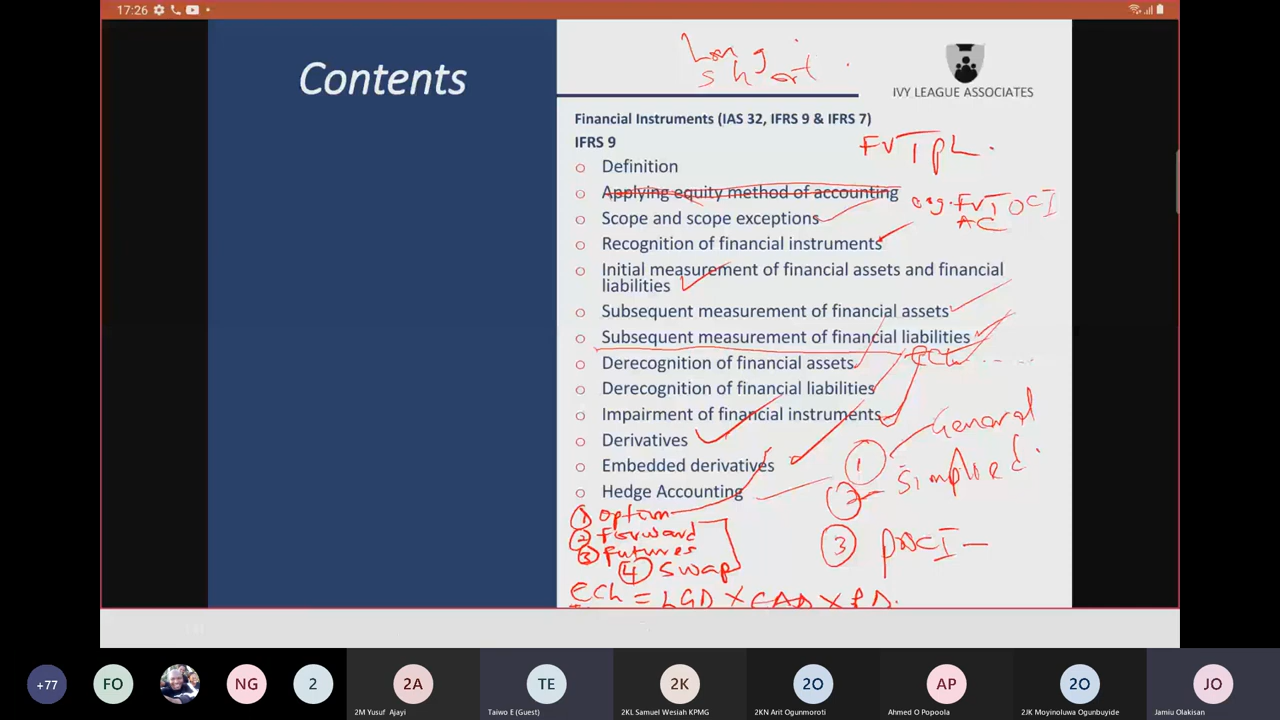 17:26
Contents
Long
short
IVY LEAGUE ASSOCIATES
Financial Instruments (IAS 32, IFRS 9 & IFRS 7)
IFRS 9
FVTPL
Definition
Applying equity method of accounting
FVTOCI
AC
Scope and scope exceptions
Recognition of financial instruments
Initial measurement of financial assets and financial
liabilities
Subsequent measurement of financial assets
Subsequent measurement of financial liabilities
ECL
Derecognition of financial assets
Derecognition of financial liabilities
Impairment of financial instruments
General
Derivatives
1
Embedded derivatives
2
Hedge Accounting
1 option
2 forward
3 futures
3 POCI
4 swap
ECL = LGD X EAD X PD.
+77
FO
NG
2
2A
TE
2K
2O
AP
2O
JO
2M Yusuf Ajayi
Taiwo E (Guest)
2KL Samuel Wesiah KPMG
2KN Arit Ogunmoroti
Ahmed O Popoola
2JK Moyinoluwa Ogunbuyide
Jamiu Olakisan